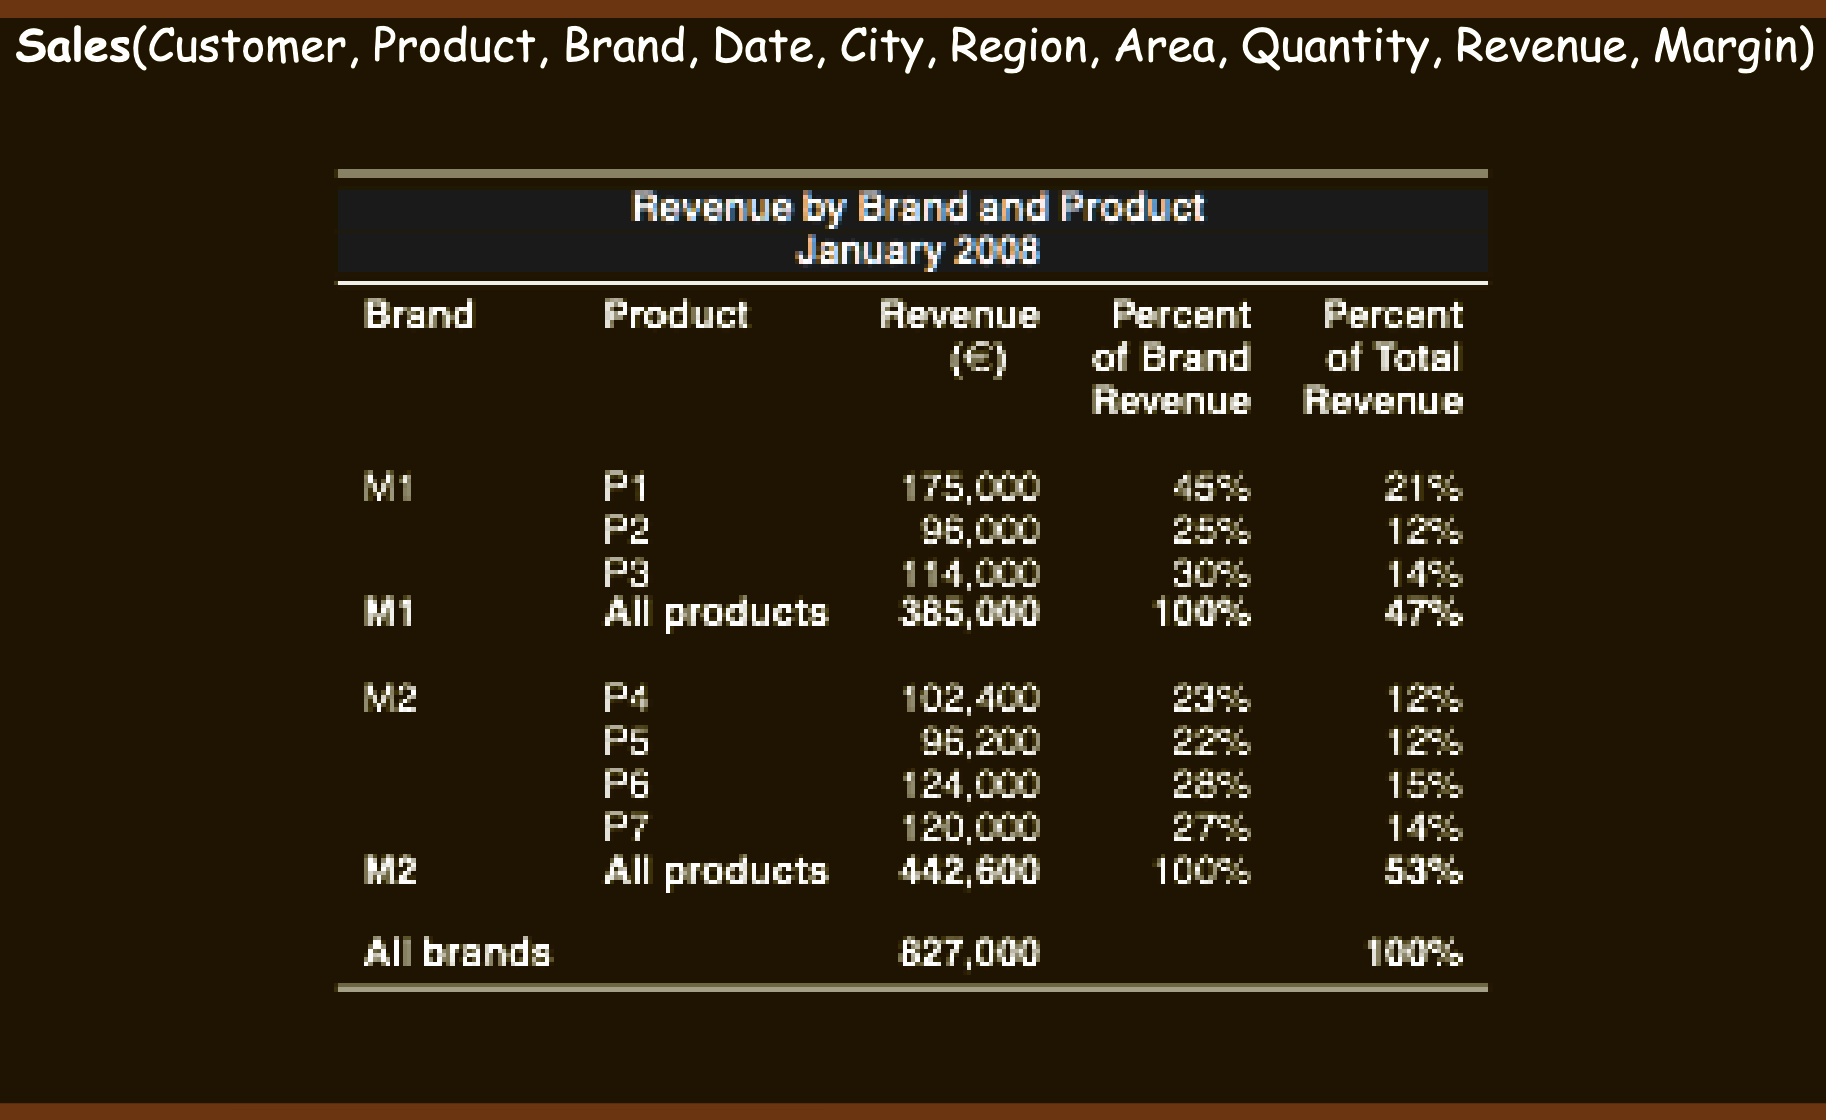 Sales(Customer, Product, Brand, Date, City, Region, Area, Quantity, Revenue, Margin)
Revenue by Brand and Product
January 2008
Brand Product Revenue Percent Percent
(€) of Brand of Total
Revenue Revenue
M1 P1 175,000 45% 21%
P2 96,000 25% 12%
P3 114,000 30% 14%
M1 All products 385,000 100% 47%
M2 P4 102,400 23% 12%
P5 96,200 22% 12%
P6 124,000 28% 15%
P7 120,000 27% 14%
M2 All products 442,600 100% 53%
All brands 827,000 100%